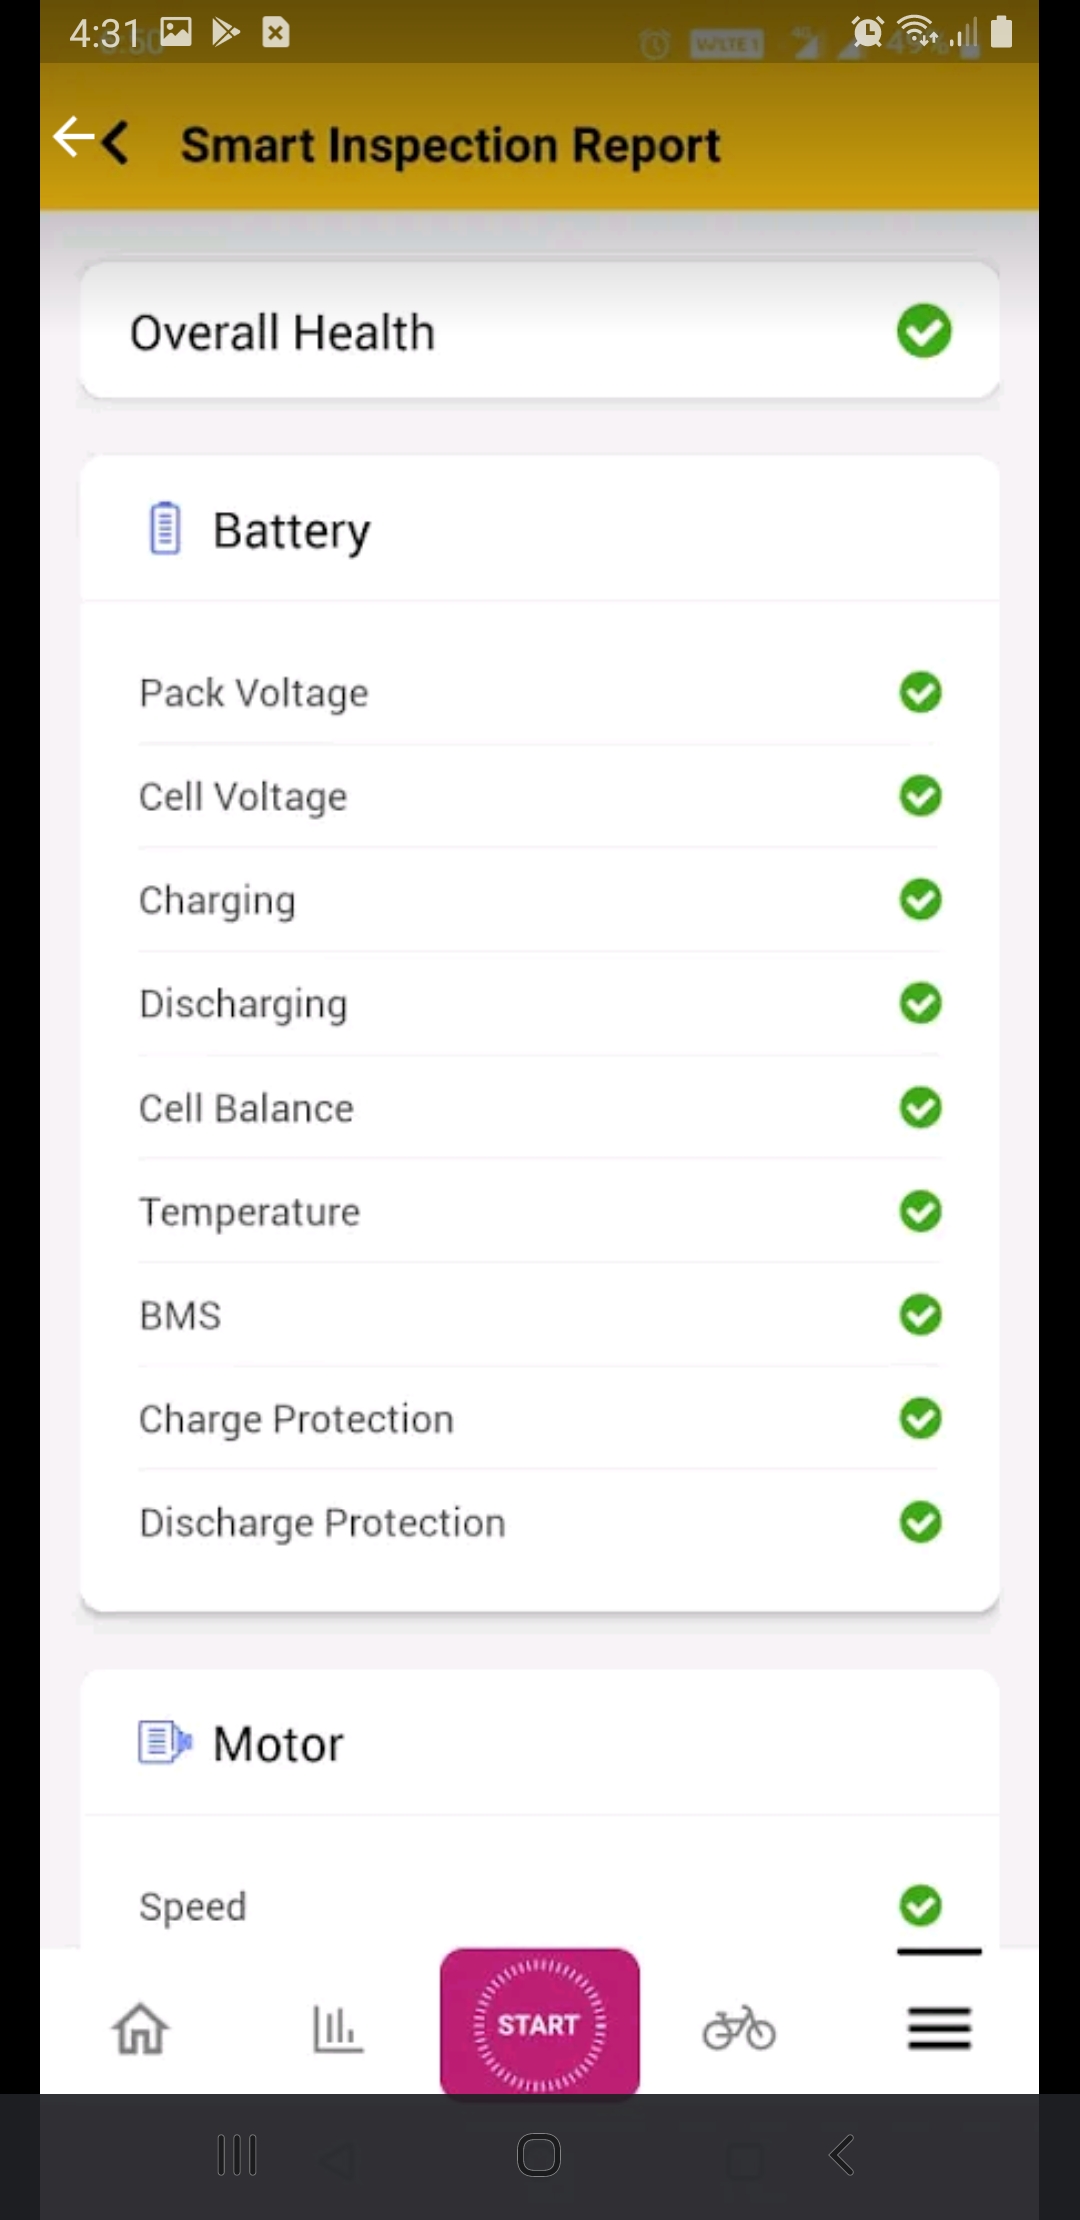 4:31
Smart Inspection Report
Overall Health
Battery
Pack Voltage
Cell Voltage
Charging
Discharging
Cell Balance
Temperature
BMS
Charge Protection
Discharge Protection
Motor
Speed
START